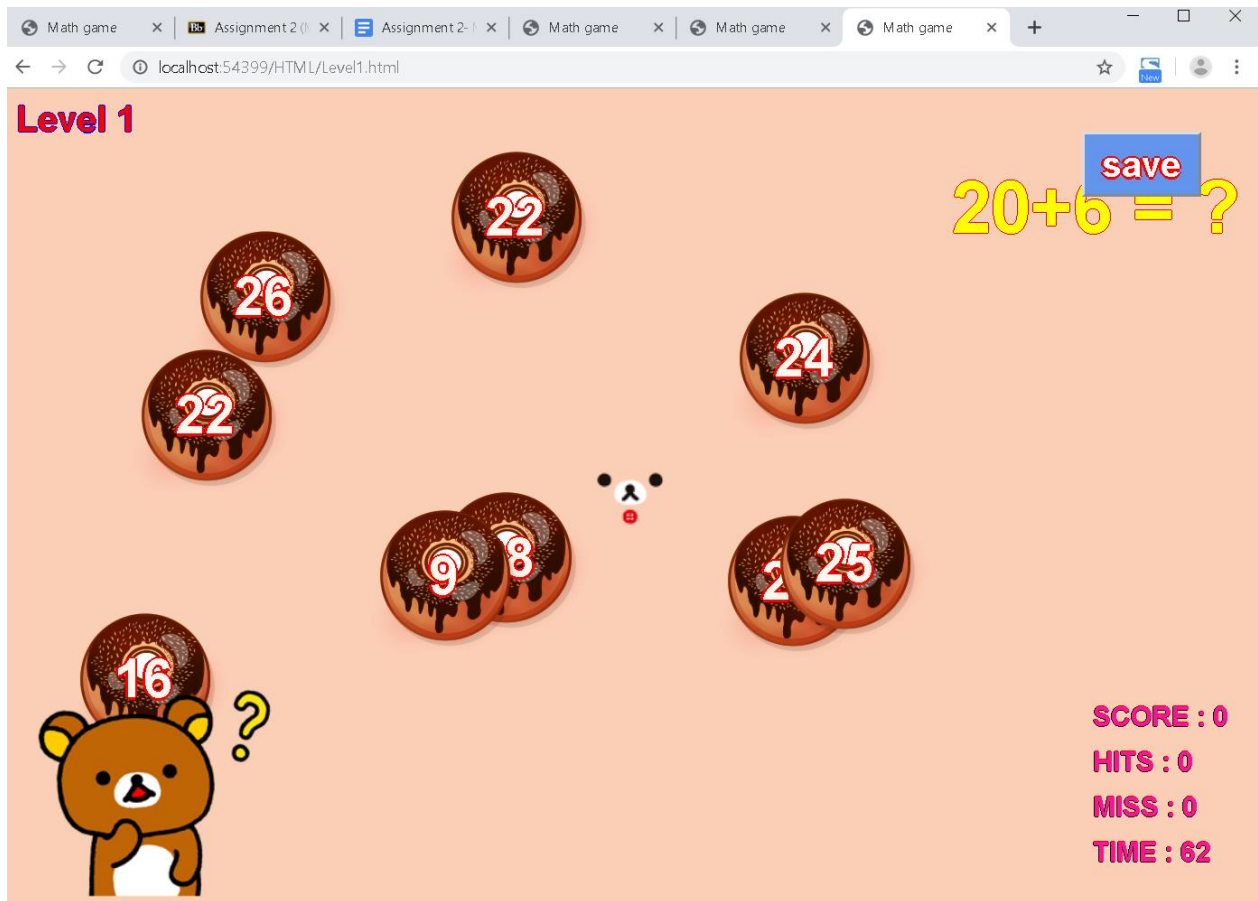 Math game
Assignment 2 (
Assignment 2-
Math game
Math game
Math game
localhost:54399/HTML/Level1.html
New
Level 1
save
20+6 = ?
22
26
24
22
9
8
2
25
16
?
SCORE : 0
HITS : 0
MISS : 0
TIME : 62